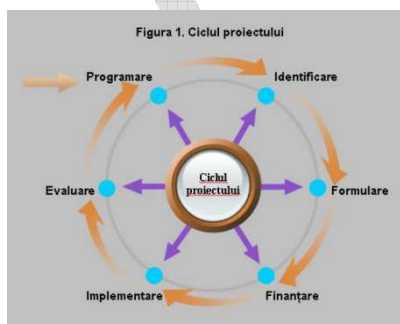 Figura 1. Ciclul proiectului
Programare
Identificare
Ciclul
proiectului
Evaluare
Formulare
Implementare
Finanțare